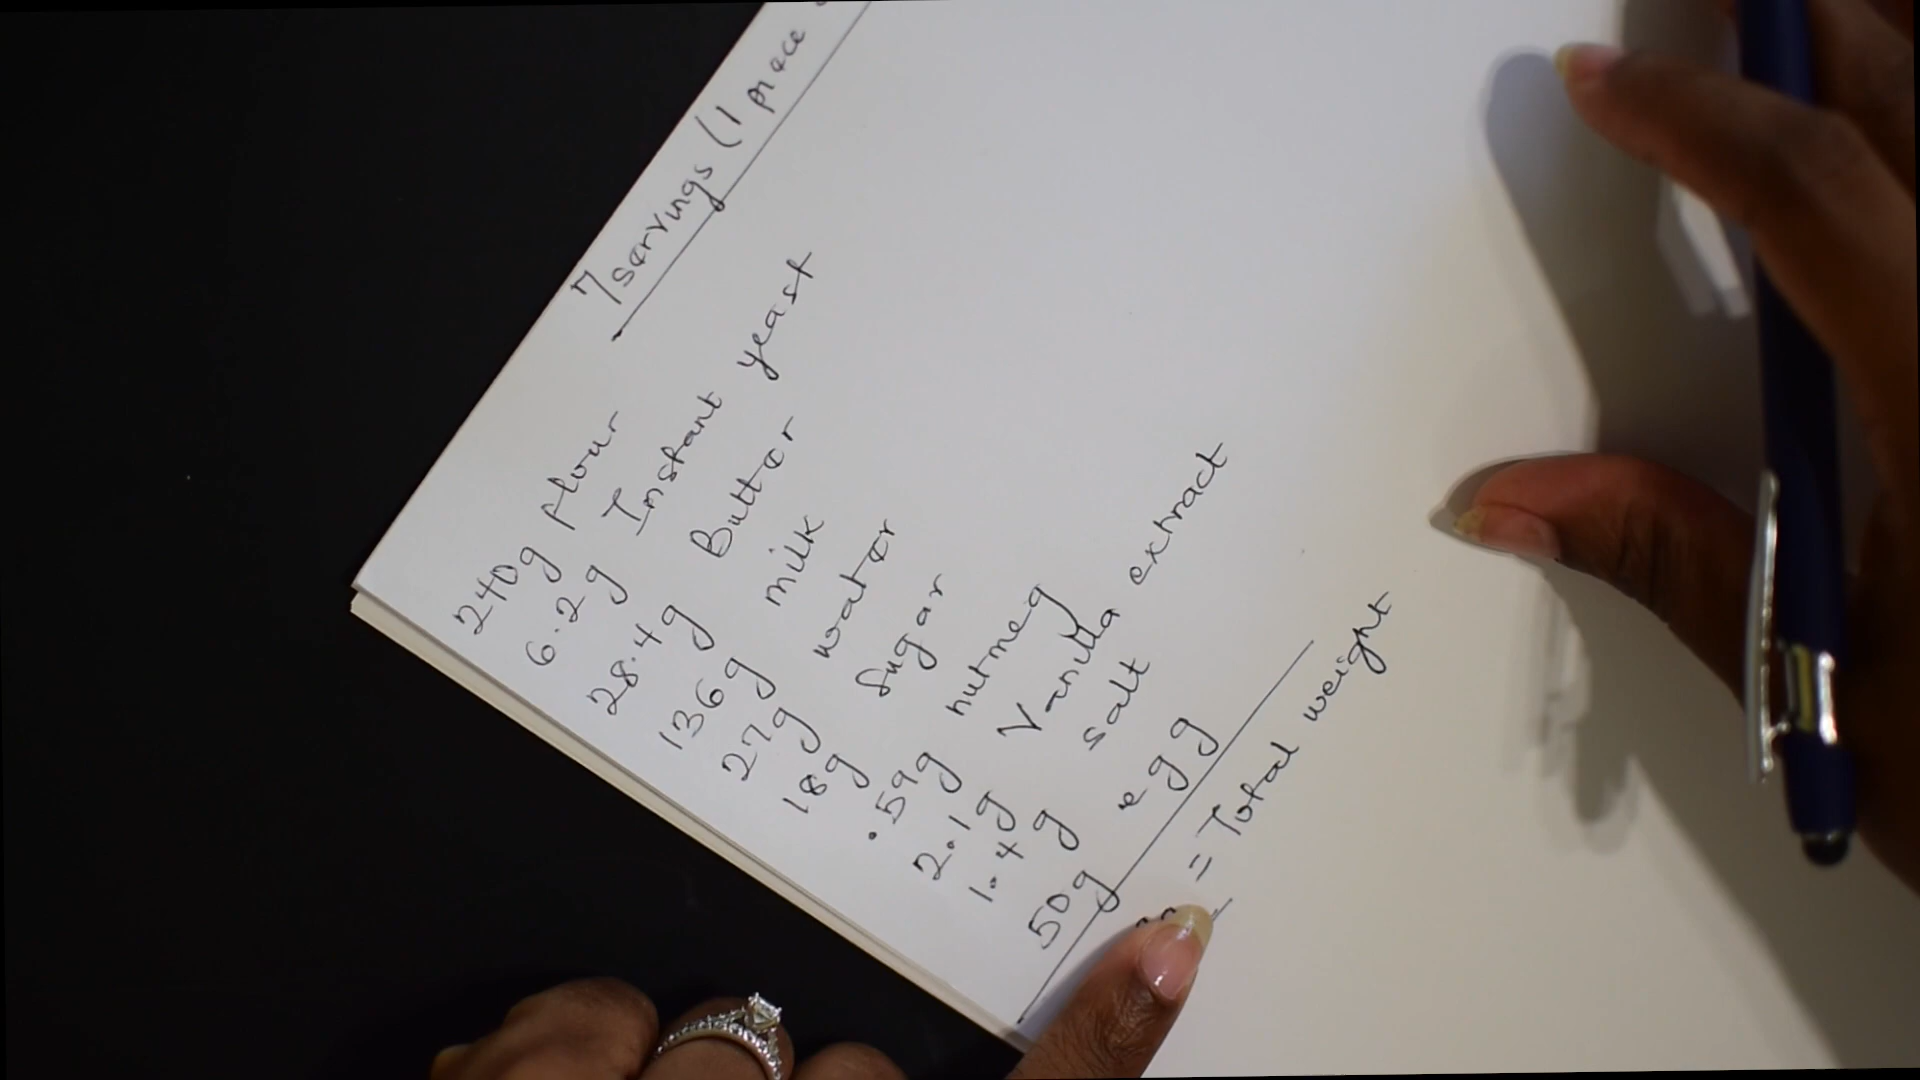 7 servings (1 piece
240g flour
6.2g Instant yeast
28.4g Butter
136g milk
27g water
18g Sugar
.59g nutmeg
2.1g Vanilla extract
1.4g salt
50g egg
= Total weight